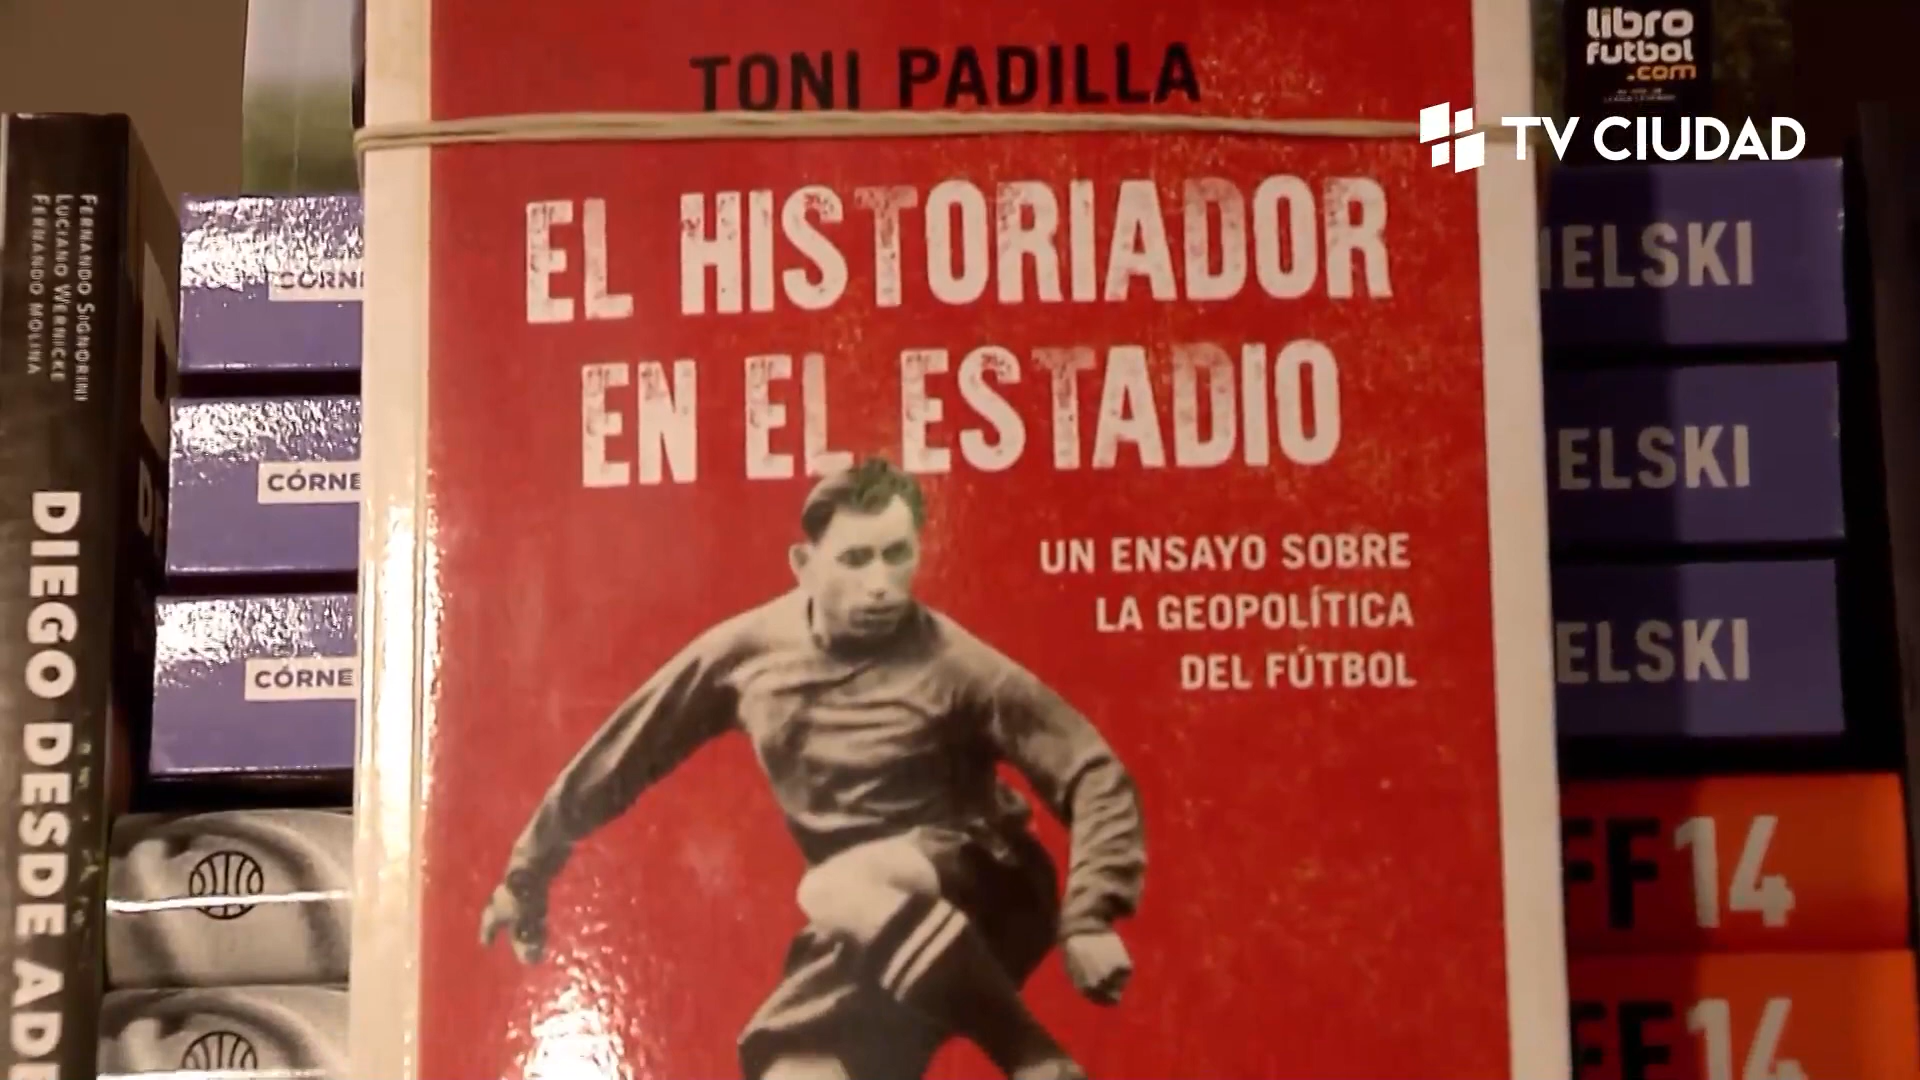 TONI PADILLA
EL HISTORIADOR
EN EL ESTADIO
UN ENSAYO SOBRE
LA GEOPOLÍTICA
DEL FÚTBOL
libro
futbol
.com
TV CIUDAD
FERNANDO SIGNORINI
LUCIANO WERNICKE
FERNANDO MOLINA
DIEGO DESDE ADE
CÓRNE
CÓRNE
CÓRNE
IELSKI
ELSKI
ELSKI
FF14
FF14